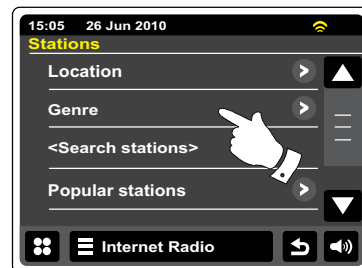 15:05 26 Jun 2010
Stations
Location
Genre
<Search stations>
Popular stations
Internet Radio